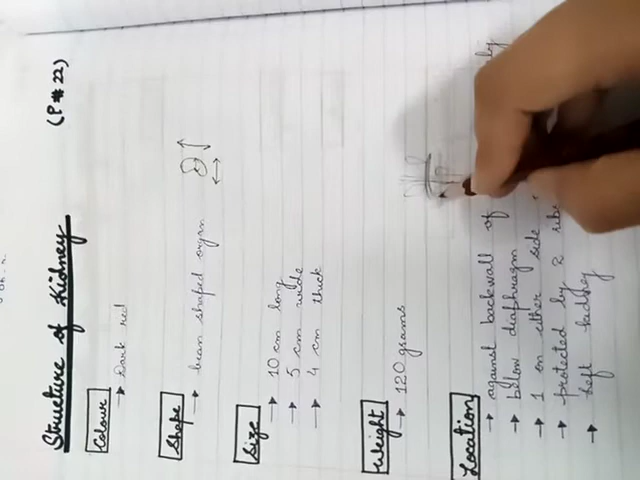 Structure of Kidney (P # 22)
Colour
→ Dark red
Shape
→ bean shaped organ
Size
→ 10 cm long
→ 5 cm wide
→ 4 cm thick
Weight
→ 120 grams
Location
→ against backwall of
→ below diaphragm
→ 1 on either side
→ protected by 2 ribs
→ Left kidney